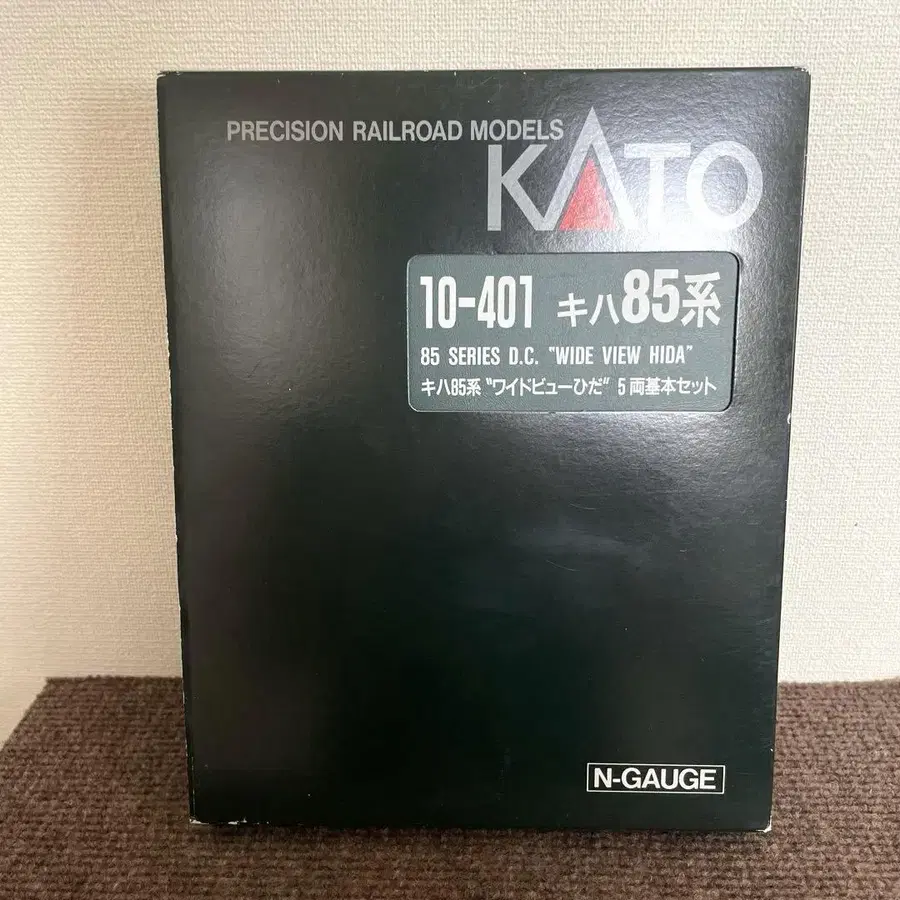 PRECISION RAILROAD MODELS
KATO
10-401 キハ85系
85 SERIES D.C. "WIDE VIEW HIDA"
キハ85系 "ワイドビューひだ" 5両基本セット
N-GAUGE